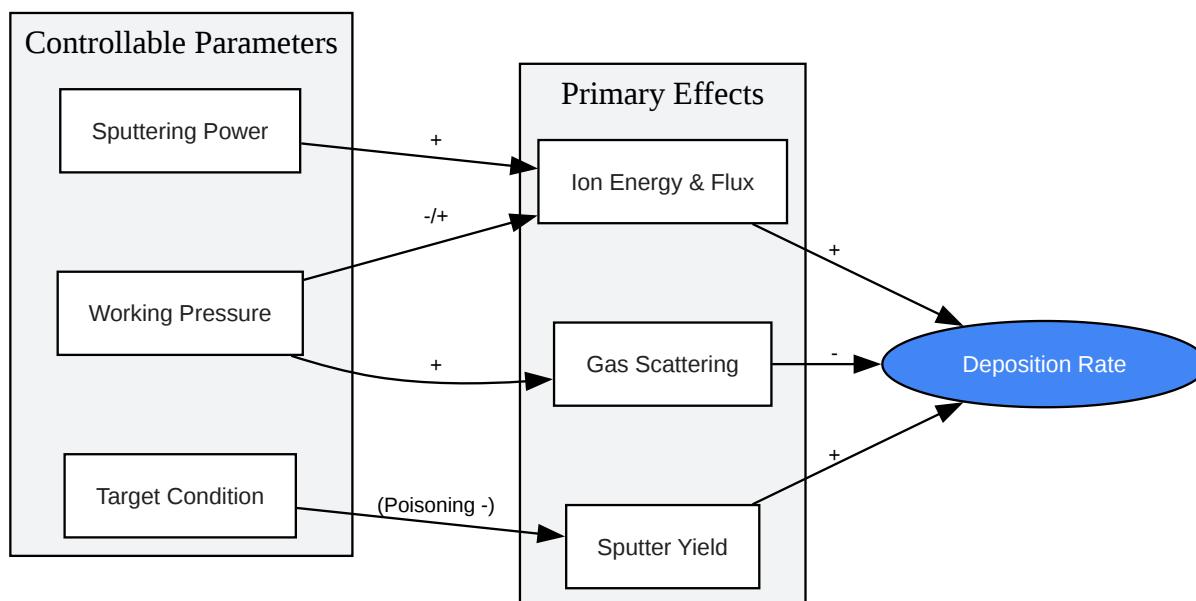 Controllable Parameters
Sputtering Power
Working Pressure
Target Condition
+
-/+
+
(Poisoning -)
Primary Effects
Ion Energy & Flux
Gas Scattering
Sputter Yield
+
-
+
Deposition Rate